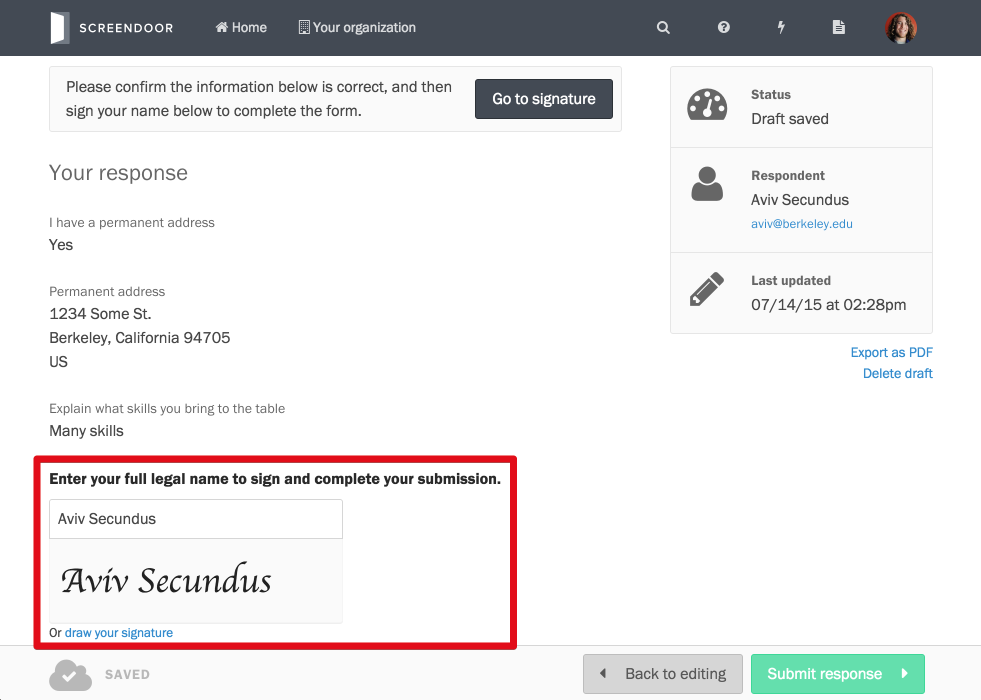 SCREENDOOR Home Your organization
Please confirm the information below is correct, and then
sign your name below to complete the form.
Go to signature
Your response
I have a permanent address
Yes
Permanent address
1234 Some St.
Berkeley, California 94705
US
Explain what skills you bring to the table
Many skills
Enter your full legal name to sign and complete your submission.
Aviv Secundus
Aviv Secundus
Or draw your signature
Status
Draft saved
Respondent
Aviv Secundus
aviv@berkeley.edu
Last updated
07/14/15 at 02:28pm
Export as PDF
Delete draft
SAVED
Back to editing
Submit response